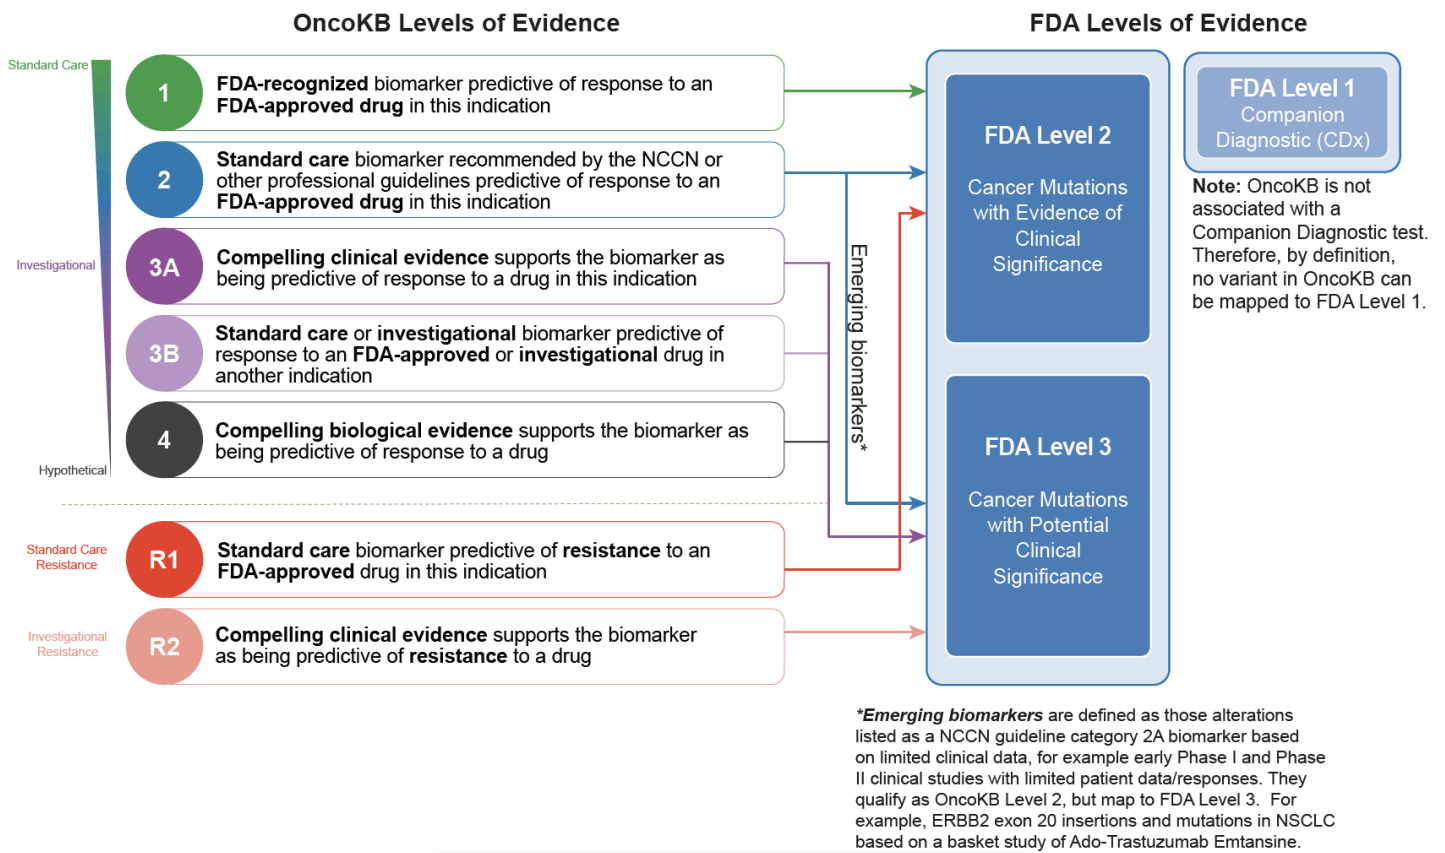 OncoKB Levels of Evidence
Standard Care
Investigational
Hypothetical
1
FDA-recognized biomarker predictive of response to an
FDA-approved drug in this indication
2
Standard care biomarker recommended by the NCCN or
other professional guidelines predictive of response to an
FDA-approved drug in this indication
3A
Compelling clinical evidence supports the biomarker as
being predictive of response to a drug in this indication
3B
Standard care or investigational biomarker predictive of
response to an FDA-approved or investigational drug in
another indication
4
Compelling biological evidence supports the biomarker as
being predictive of response to a drug
Standard Care
Resistance
R1
Standard care biomarker predictive of resistance to an
FDA-approved drug in this indication
Investigational
Resistance
R2
Compelling clinical evidence supports the biomarker
as being predictive of resistance to a drug
Emerging biomarkers*
FDA Levels of Evidence
FDA Level 2
Cancer Mutations
with Evidence of
Clinical
Significance
FDA Level 3
Cancer Mutations
with Potential
Clinical
Significance
FDA Level 1
Companion
Diagnostic (CDx)
Note: OncoKB is not
associated with a
Companion Diagnostic test.
Therefore, by definition,
no variant in OncoKB can
be mapped to FDA Level 1.
*Emerging biomarkers are defined as those alterations
listed as a NCCN guideline category 2A biomarker based
on limited clinical data, for example early Phase I and Phase
II clinical studies with limited patient data/responses. They
qualify as OncoKB Level 2, but map to FDA Level 3. For
example, ERBB2 exon 20 insertions and mutations in NSCLC
based on a basket study of Ado-Trastuzumab Emtansine.